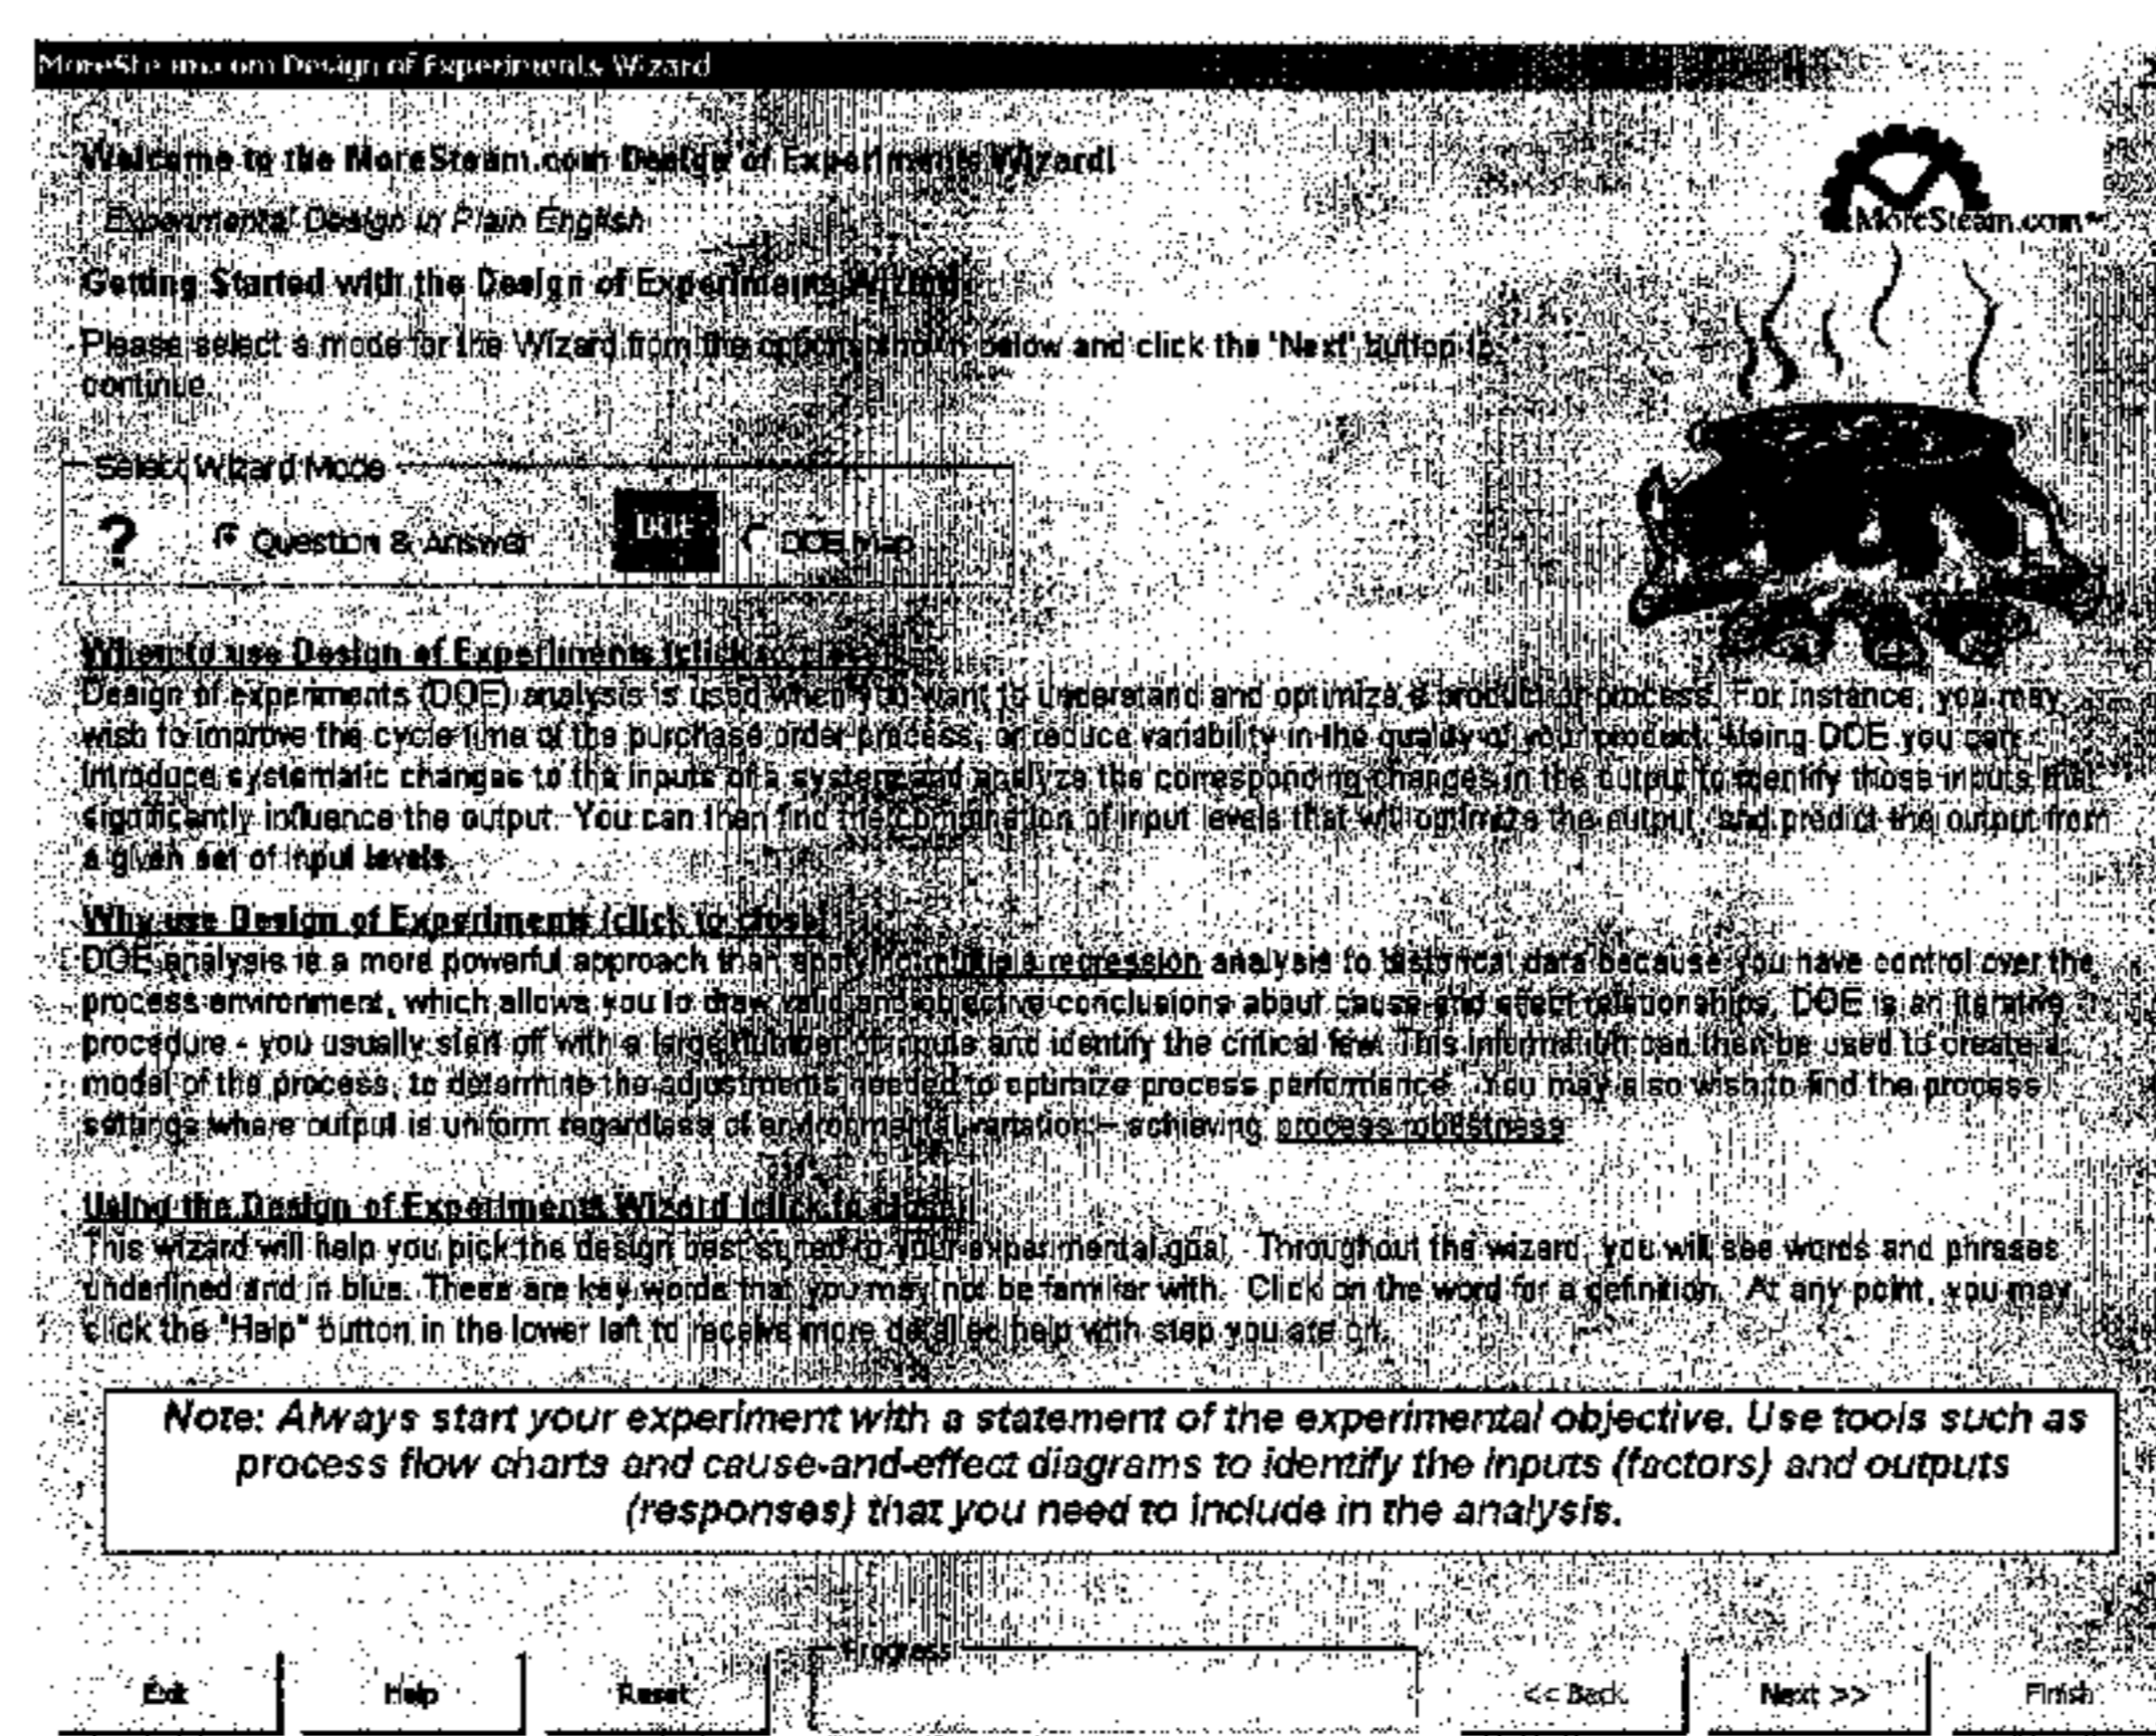 MoreSteam.com Design of Experiments Wizard
Welcome to the MoreSteam.com Design of Experiments Wizard!
MoreSteam.com
Experimental Design in Plain English
Getting Started with the Design of Experiments Wizard
Please select a mode for the Wizard from the options shown below and click the 'Next' button to
continue
Select Wizard Mode
? Question & Answer DOE DOE Map
When to use Design of Experiments (click to close)
Design of experiments (DOE) analysis is used when you want to understand and optimize a product or process. For instance, you may
wish to improve the cycle time of the purchase order process, or reduce variability in the quality of your product. Using DOE you can
introduce systematic changes to the inputs of a system and analyze the corresponding changes in the output to identify those inputs that
significantly influence the output. You can then find the combination of input levels that will optimize the output, and predict the output from
a given set of input levels.
Why use Design of Experiments (click to close)
DOE analysis is a more powerful approach than applying multiple regression analysis to historical data because you have control over the
process environment, which allows you to draw valid and objective conclusions about cause and effect relationships. DOE is an iterative
procedure - you usually start off with a large number of inputs and identify the critical few. This information can then be used to create a
model of the process, to determine the adjustments needed to optimize process performance. You may also wish to find the process
settings where output is uniform regardless of environmental variation - achieving process robustness
Using the Design of Experiments Wizard (click to close)
This wizard will help you pick the design best suited to your experimental goal. Throughout the wizard, you will see words and phrases
underlined and in blue. These are key words that you may not be familiar with. Click on the word for a definition. At any point, you may
click the "Help" button in the lower left to receive more detailed help with step you are on.
Note: Always start your experiment with a statement of the experimental objective. Use tools such as
process flow charts and cause-and-effect diagrams to identify the inputs (factors) and outputs
(responses) that you need to include in the analysis.
Progress
Exit Help Reset << Back Next >> Finish